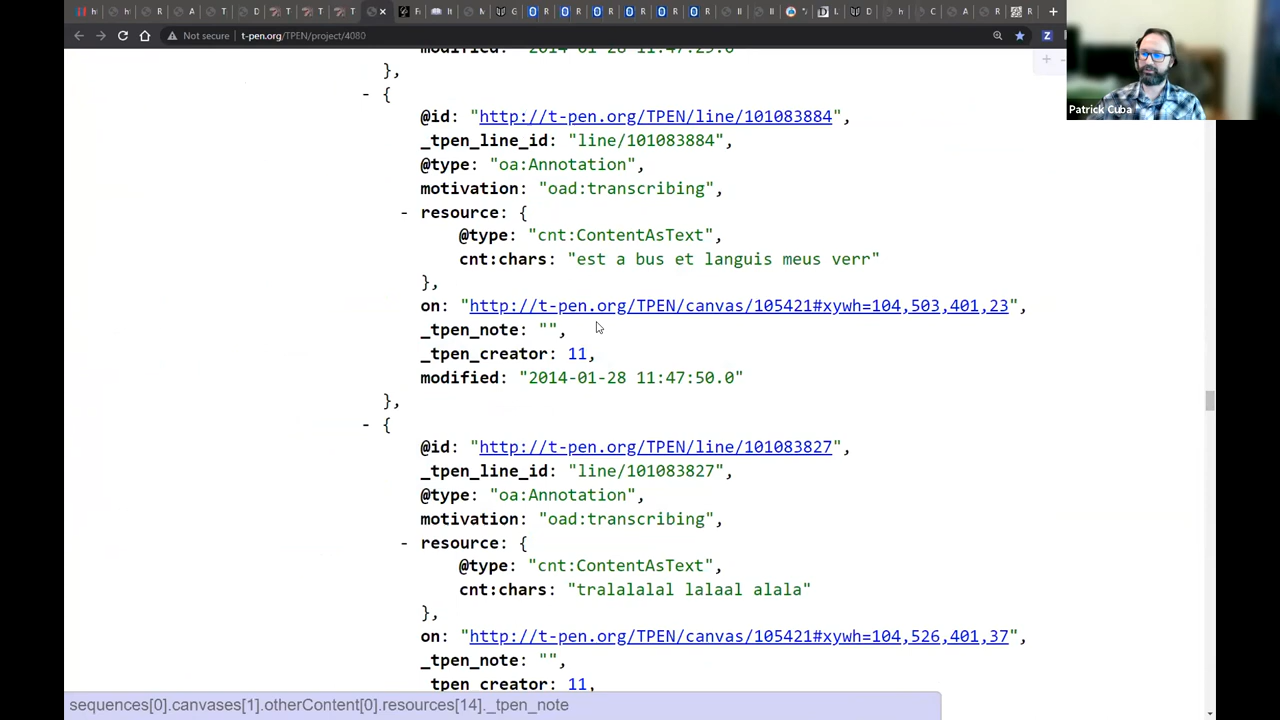 Not secure | t-pen.org/TPEN/project/4080
Patrick Cuba
},
- {
@id: "http://t-pen.org/TPEN/line/101083884",
_tpen_line_id: "line/101083884",
@type: "oa:Annotation",
motivation: "oad:transcribing",
- resource: {
@type: "cnt:ContentAsText",
cnt:chars: "est a bus et languis meus verr"
},
on: "http://t-pen.org/TPEN/canvas/105421#xywh=104,503,401,23",
_tpen_note: "",
_tpen_creator: 11,
modified: "2014-01-28 11:47:50.0"
},
- {
@id: "http://t-pen.org/TPEN/line/101083827",
_tpen_line_id: "line/101083827",
@type: "oa:Annotation",
motivation: "oad:transcribing",
- resource: {
@type: "cnt:ContentAsText",
cnt:chars: "tralalalal lalaal alala"
},
on: "http://t-pen.org/TPEN/canvas/105421#xywh=104,526,401,37",
_tpen_note: "",
_tpen_creator: 11,
sequences[0].canvases[1].otherContent[0].resources[14]._tpen_note